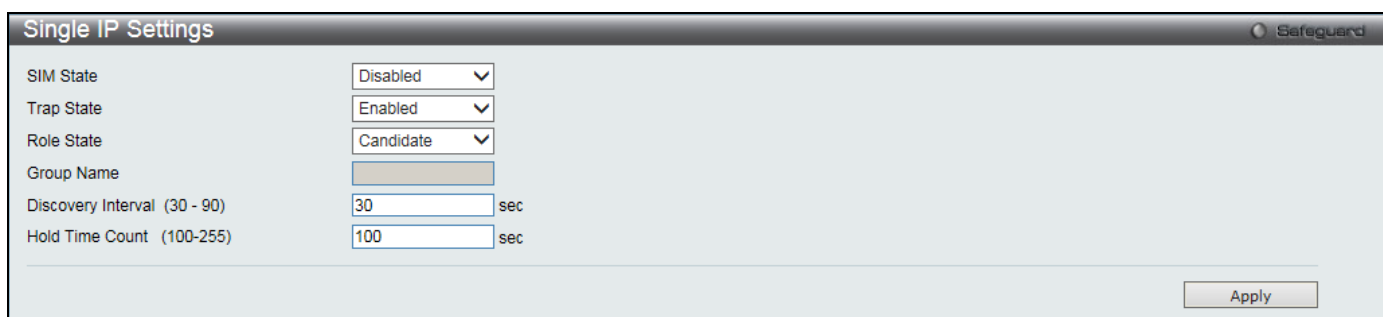 Single IP Settings Safeguard
SIM State Disabled
Trap State Enabled
Role State Candidate
Group Name
Discovery Interval (30 - 90) 30 sec
Hold Time Count (100-255) 100 sec
Apply